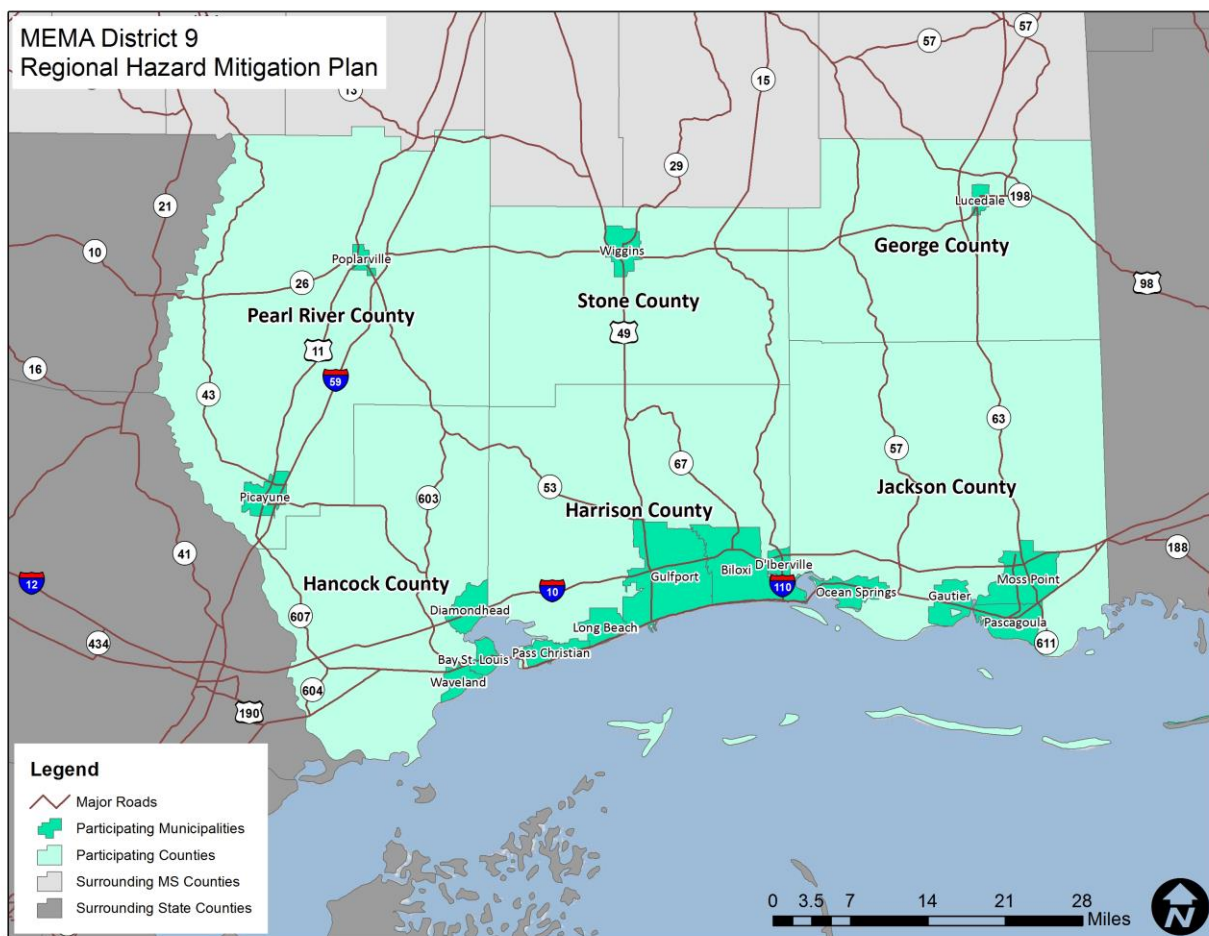 MEMA District 9
Regional Hazard Mitigation Plan
57
57
13
15
29
21
Lucedale
198
10
Wiggins
Poplarville
George County
26
98
Stone County
Pearl River County
49
11
16
59
43
63
57
67
Picayune
603
53
Jackson County
Harrison County
41
188
D'Iberville
12
Hancock County
Gulfport
Biloxi
Moss Point
10
110
Ocean Springs
Gautier
Diamondhead
607
Long Beach
Pascagoula
434
Pass Christian
611
Bay St. Louis
Waveland
604
190
Legend
Major Roads
Participating Municipalities
Participating Counties
Surrounding MS Counties
Surrounding State Counties
0 3.5 7 14 21 28
Miles
N